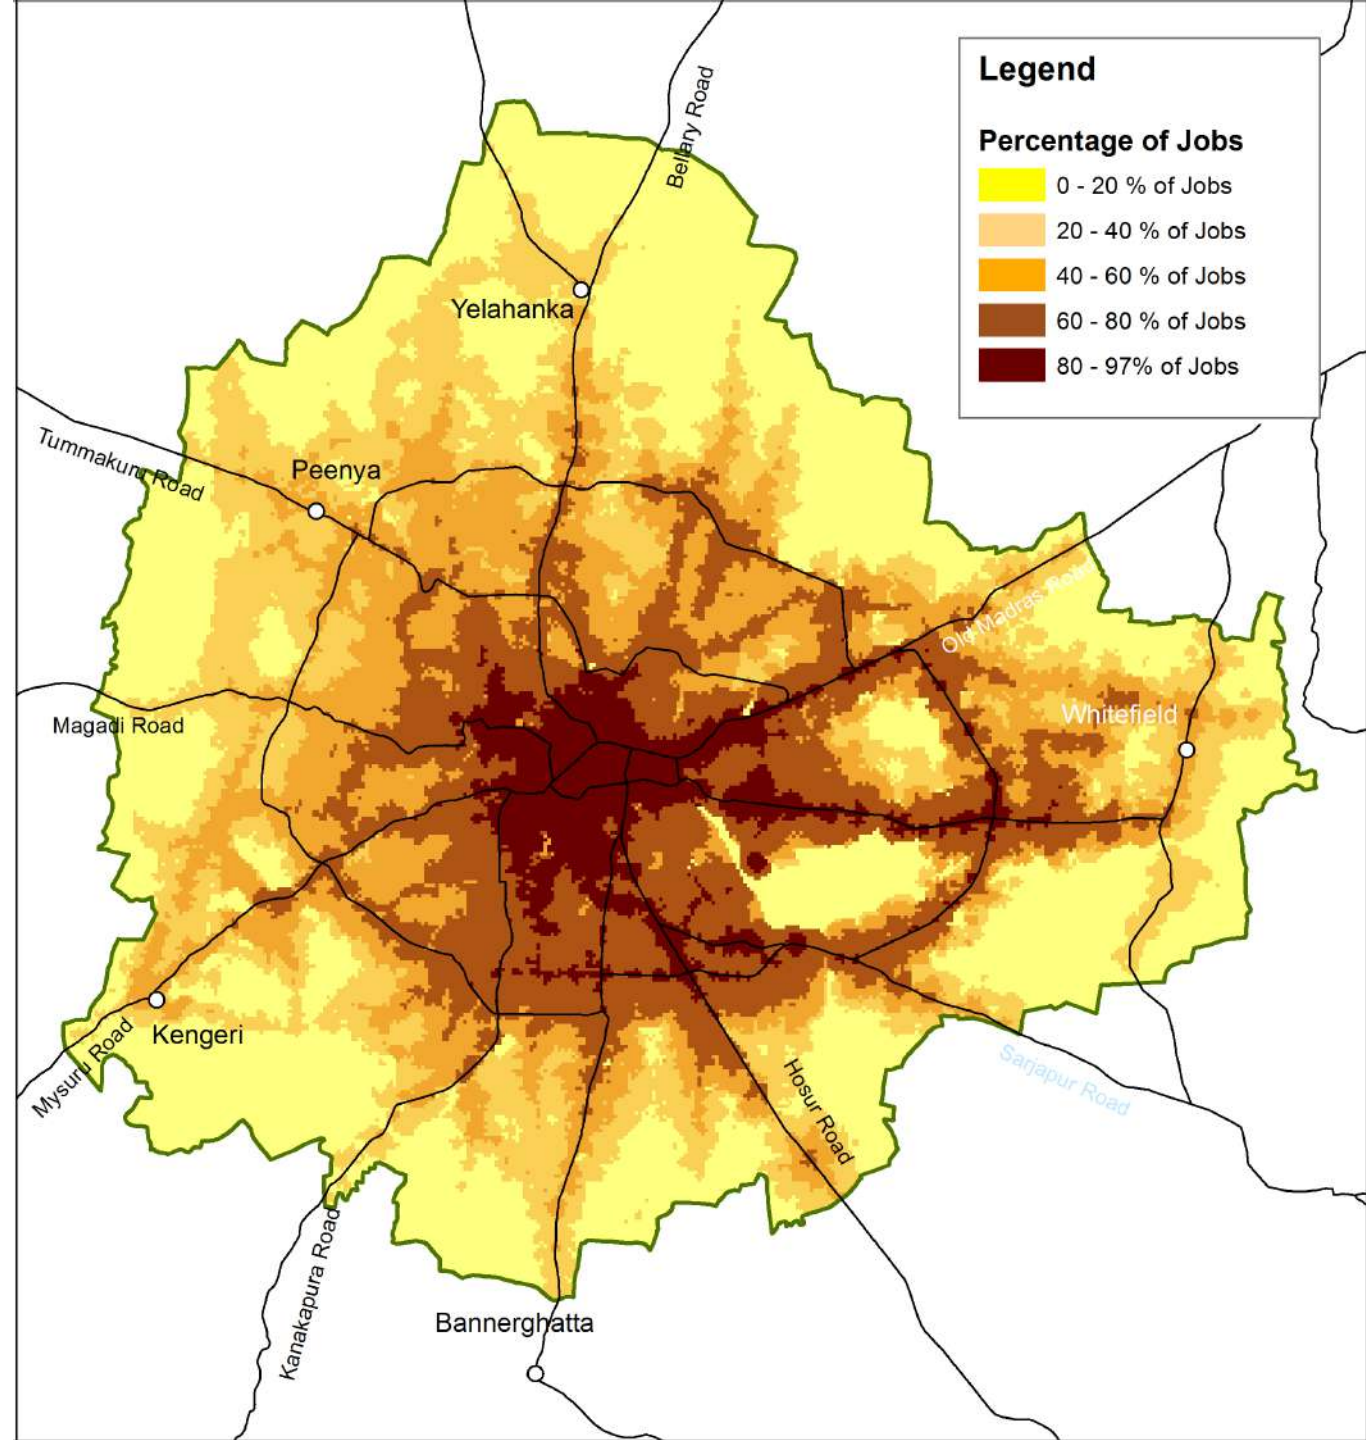 Legend
Percentage of Jobs
0 - 20 % of Jobs
20 - 40 % of Jobs
40 - 60 % of Jobs
60 - 80 % of Jobs
80 - 97% of Jobs
Bellary Road
Yelahanka
Tummakuru Road
Peenya
Old Madras Road
Magadi Road
Whitefield
Kengeri
Mysuru Road
Sarjapur Road
Hosur Road
Kanakapura Road
Bannerghatta